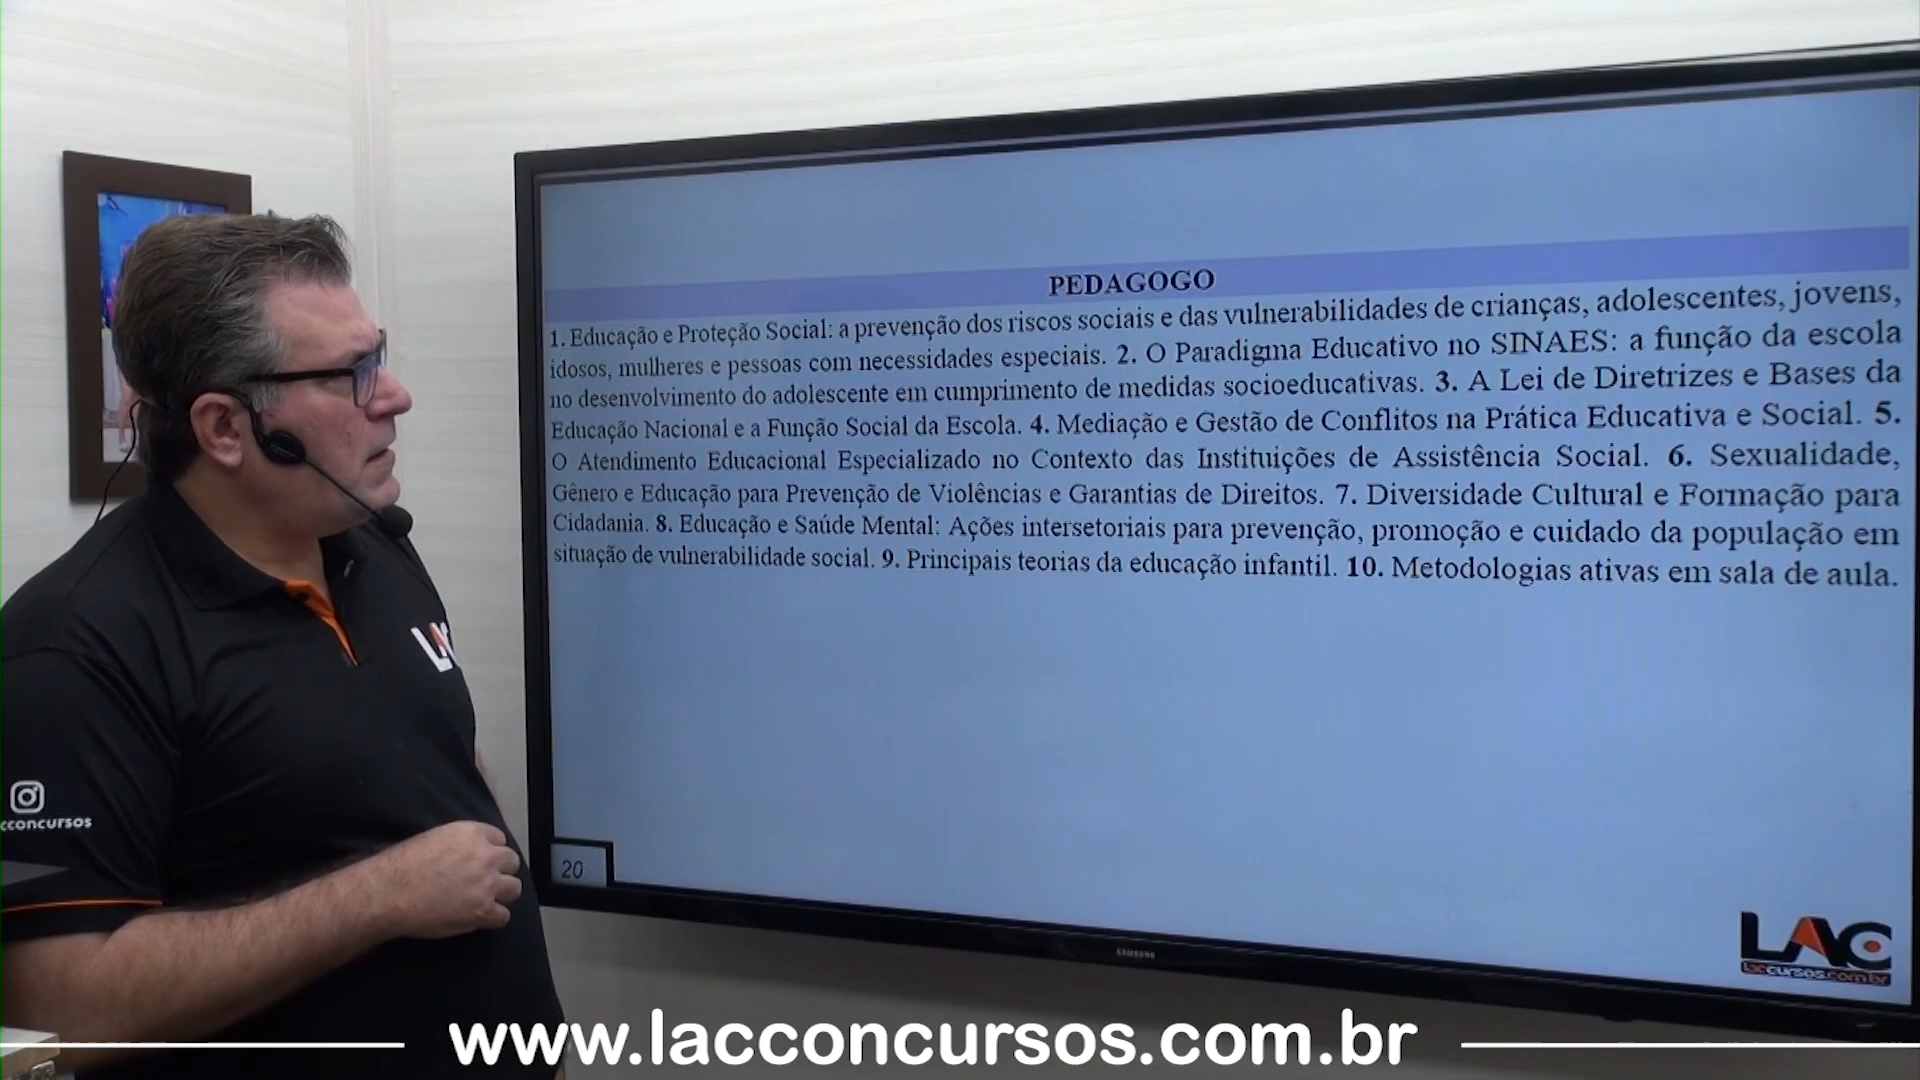 PEDAGOGO
1. Educação e Proteção Social: a prevenção dos riscos sociais e das vulnerabilidades de crianças, adolescentes, jovens,
idosos, mulheres e pessoas com necessidades especiais. 2. O Paradigma Educativo no SINAES: a função da escola
no desenvolvimento do adolescente em cumprimento de medidas socioeducativas. 3. A Lei de Diretrizes e Bases da
Educação Nacional e a Função Social da Escola. 4. Mediação e Gestão de Conflitos na Prática Educativa e Social. 5.
O Atendimento Educacional Especializado no Contexto das Instituições de Assistência Social. 6. Sexualidade,
Gênero e Educação para Prevenção de Violências e Garantias de Direitos. 7. Diversidade Cultural e Formação para
Cidadania. 8. Educação e Saúde Mental: Ações intersetoriais para prevenção, promoção e cuidado da população em
situação de vulnerabilidade social. 9. Principais teorias da educação infantil. 10. Metodologias ativas em sala de aula.
20
LAC
laccursos.com.br
SAMSUNG
LAC
cconcursos
www.lacconcursos.com.br